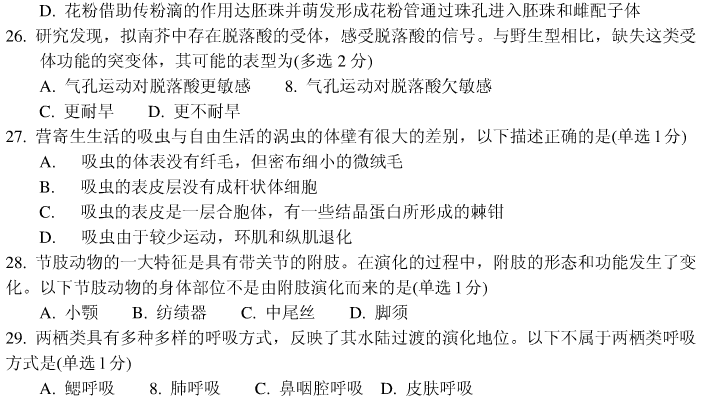 D. 花粉借助传粉滴的作用达胚珠并萌发形成花粉管通过珠孔进入胚珠和雌配子体
26. 研究发现，拟南芥中存在脱落酸的受体，感受脱落酸的信号。与野生型相比，缺失这类受
体功能的突变体，其可能的表型为(多选 2 分)
A. 气孔运动对脱落酸更敏感 8. 气孔运动对脱落酸欠敏感
C. 更耐旱 D. 更不耐旱
27. 营寄生生活的吸虫与自由生活的涡虫的体壁有很大的差别，以下描述正确的是(单选 1 分)
A. 吸虫的体表没有纤毛，但密布细小的微绒毛
B. 吸虫的表皮层没有成杆状体细胞
C. 吸虫的表皮是一层合胞体，有一些结晶蛋白所形成的棘钳
D. 吸虫由于较少运动，环肌和纵肌退化
28. 节肢动物的一大特征是具有带关节的附肢。在演化的过程中，附肢的形态和功能发生了变
化。以下节肢动物的身体部位不是由附肢演化而来的是(单选 1 分)
A. 小颚 B. 纺绩器 C. 中尾丝 D. 脚须
29. 两栖类具有多种多样的呼吸方式，反映了其水陆过渡的演化地位。以下不属于两栖类呼吸
方式是(单选 1 分)
A. 鳃呼吸 8. 肺呼吸 C. 鼻咽腔呼吸 D. 皮肤呼吸